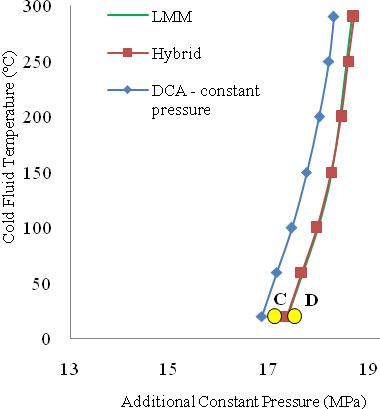 300
250
200
150
100
50
0
Cold Fluid Temperature (°C)
LMM
Hybrid
DCA - constant
pressure
C D
13 15 17 19
Additional Constant Pressure (MPa)